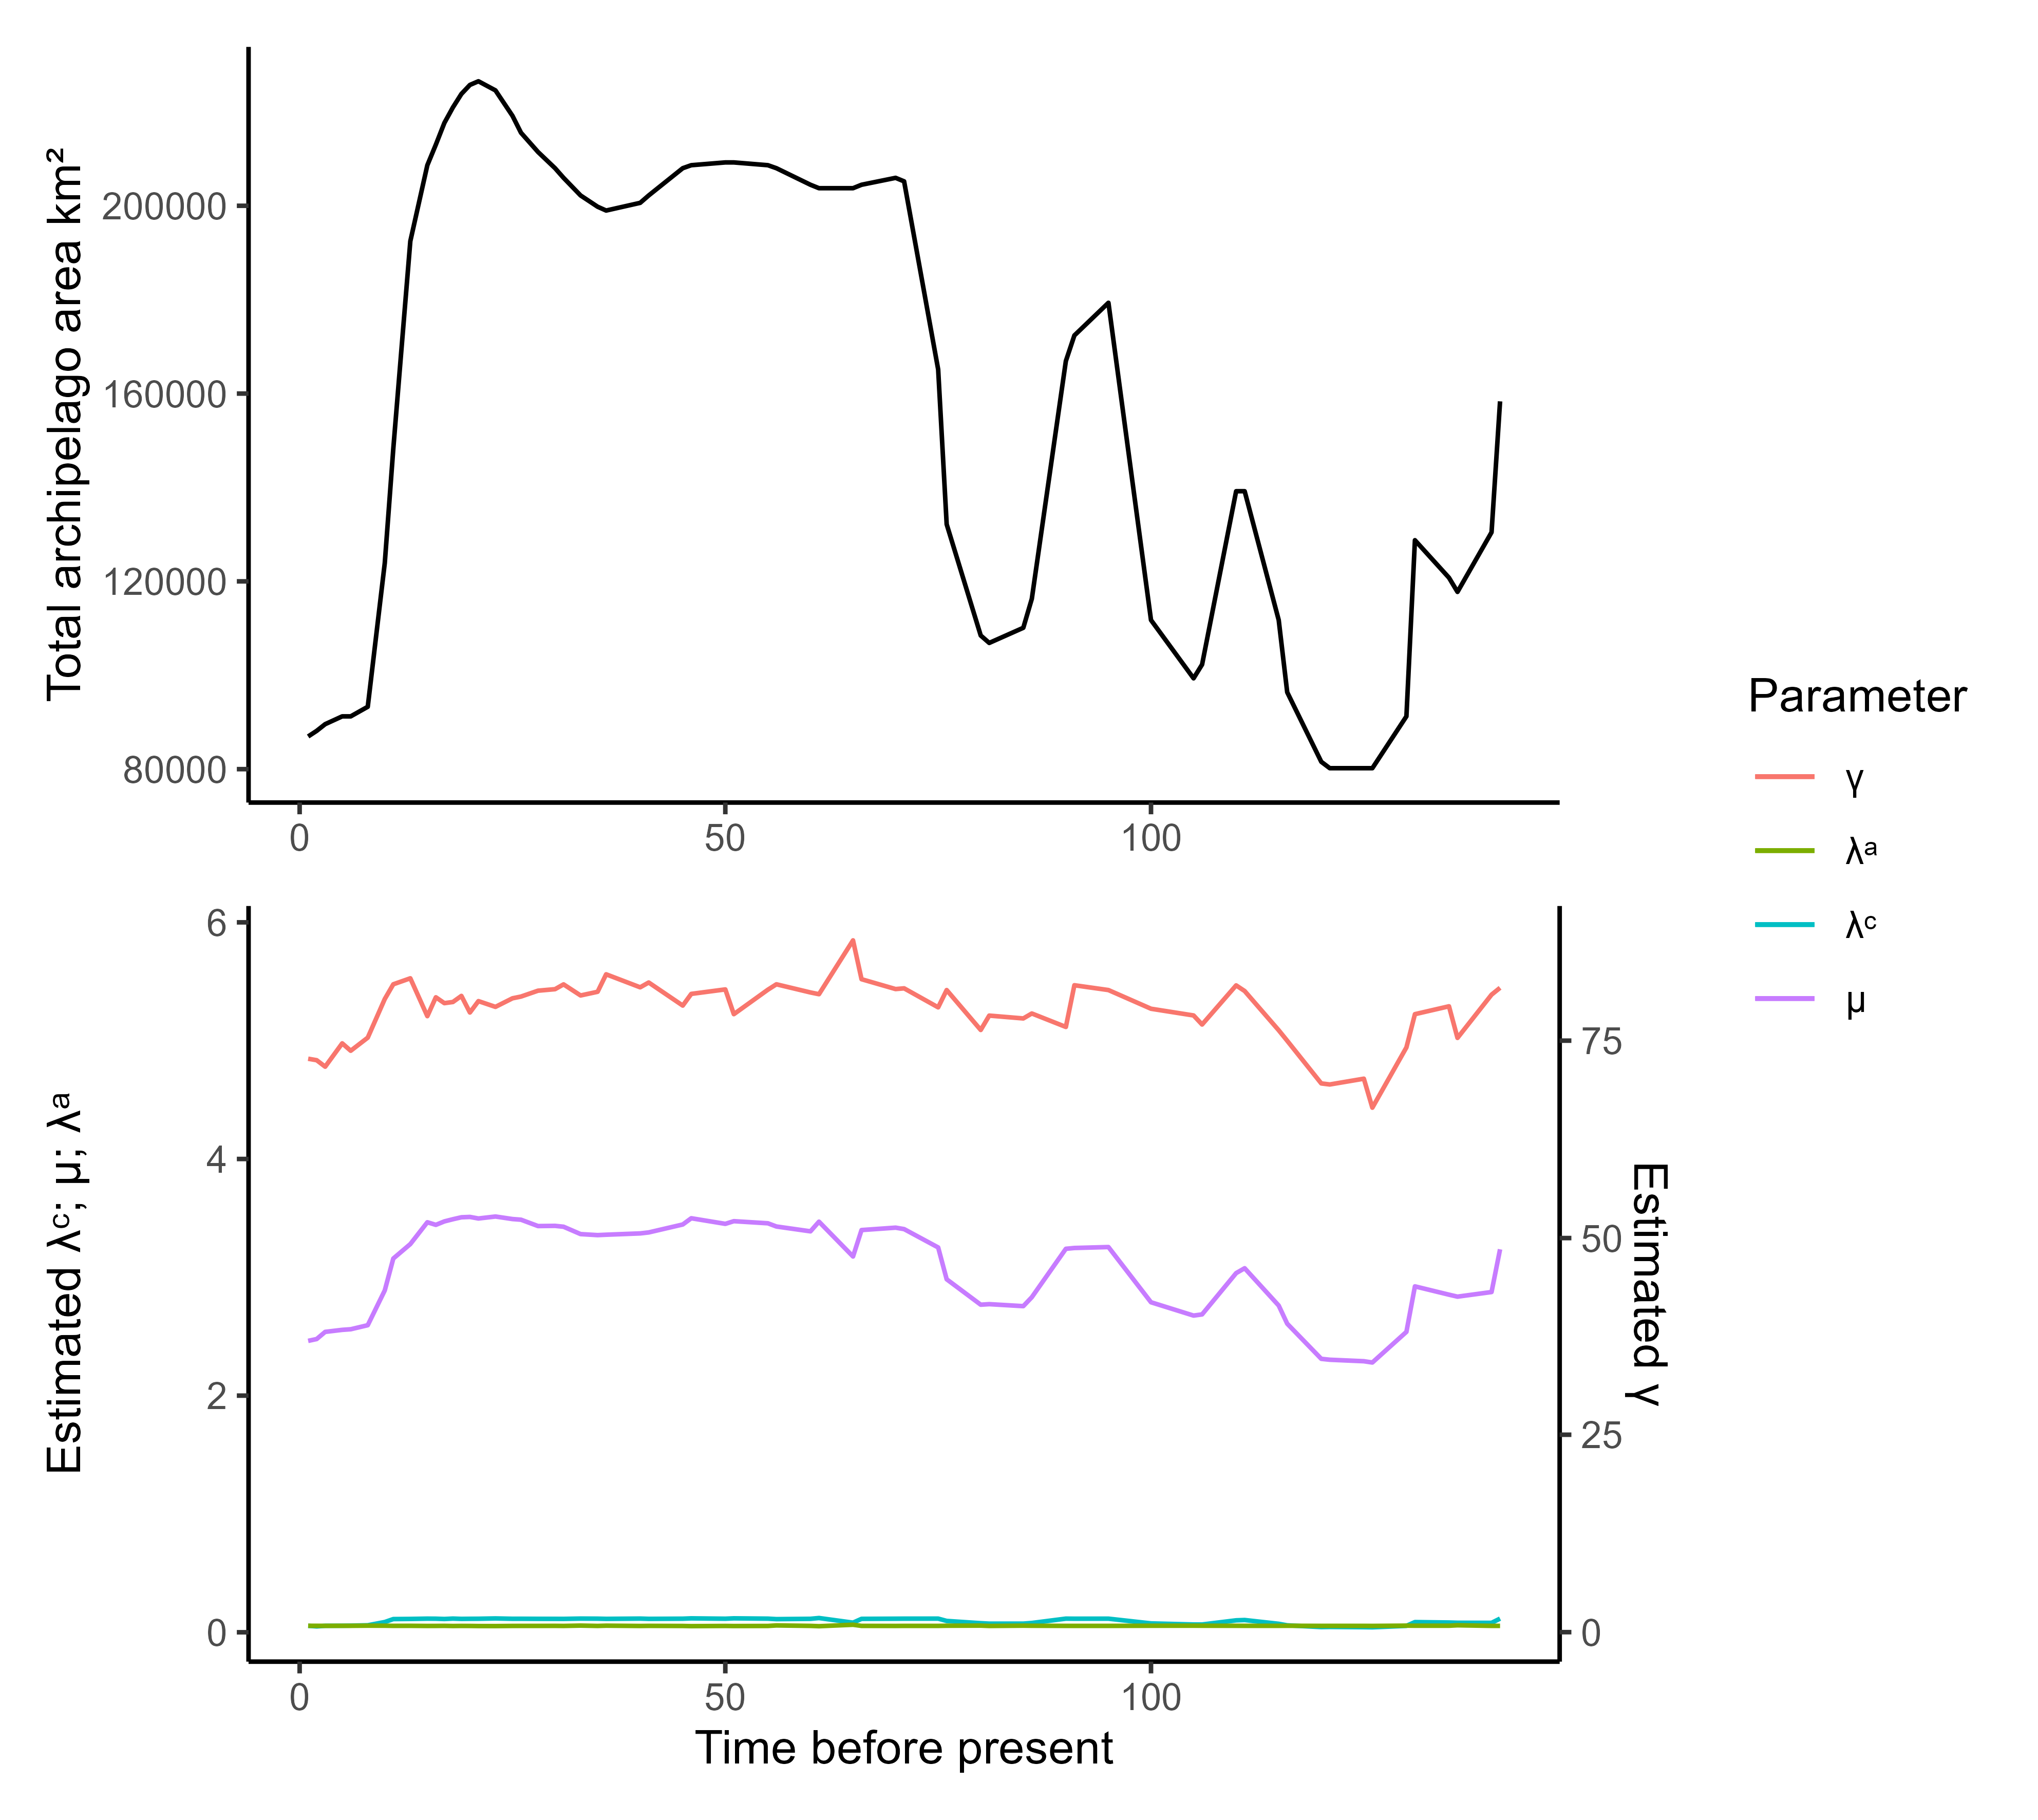 Total archipelago area km²
200000
160000
120000
80000
0 50 100
Estimated λᶜ; μ; λᵃ
6
4
2
0
75
50
25
0
Estimated γ
0 50 100
Time before present
Parameter
γ
λᵃ
λᶜ
μ